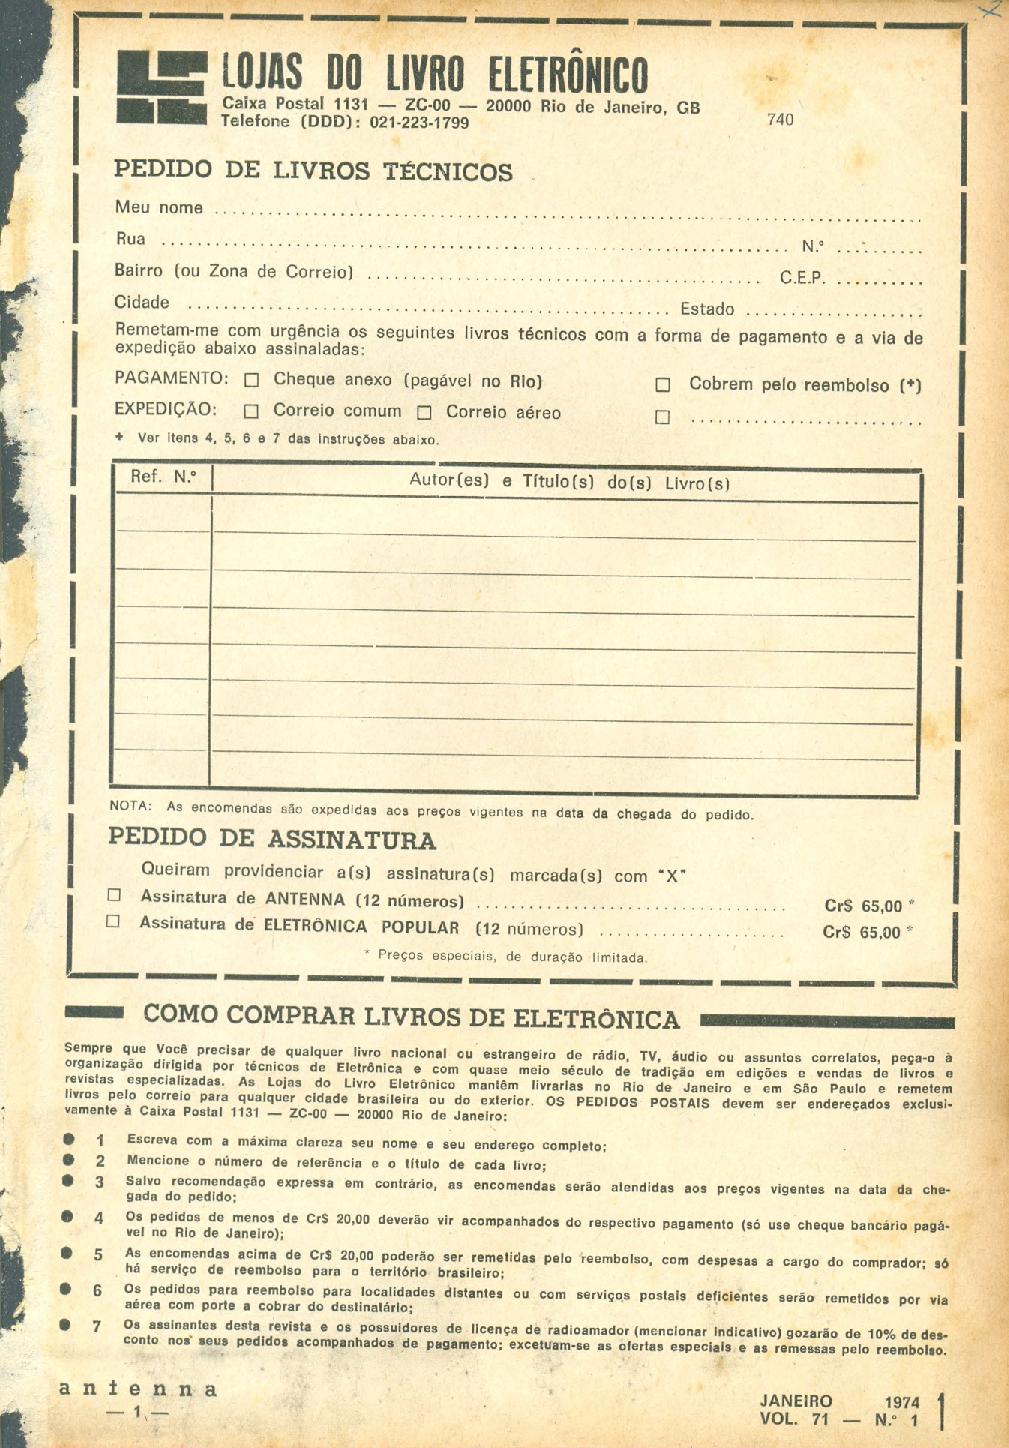 LOJAS DO LIVRO ELETRÔNICO
Caixa Postal 1131 — ZC-00 — 20000 Rio de Janeiro, GB
Telefone (DDD): 021-223-1799
740
PEDIDO DE LIVROS TÉCNICOS
Meu nome ..........
Rua .......... N.º ..........
Bairro (ou Zona de Correio) .......... C.E.P. ..........
Cidade .......... Estado ..........
Remetam-me com urgência os seguintes livros técnicos com a forma de pagamento e a via de
expedição abaixo assinaladas:
PAGAMENTO: □ Cheque anexo (pagável no Rio) □ Cobrem pelo reembolso (+)
EXPEDIÇÃO: □ Correio comum □ Correio aéreo □ ..........
+ Ver itens 4, 5, 6 e 7 das instruções abaixo.
Ref. N.º Autor(es) e Título(s) do(s) Livro(s)
NOTA: As encomendas são expedidas aos preços vigentes na data da chegada do pedido.
PEDIDO DE ASSINATURA
Queiram providenciar a(s) assinatura(s) marcada(s) com "X"
□ Assinatura de ANTENNA (12 números) .......... Cr$ 65,00 *
□ Assinatura de ELETRÔNICA POPULAR (12 números) .......... Cr$ 65,00 *
* Preços especiais, de duração limitada.
COMO COMPRAR LIVROS DE ELETRÔNICA
Sempre que Você precisar de qualquer livro nacional ou estrangeiro de rádio, TV, áudio ou assuntos correlatos, peça-o à
organização dirigida por técnicos de Eletrônica e com quase meio século de tradição em edições e vendas de livros e
revistas especializadas. As Lojas do Livro Eletrônico mantêm livrarias no Rio de Janeiro e em São Paulo e remetem
livros pelo correio para qualquer cidade brasileira ou do exterior. OS PEDIDOS POSTAIS devem ser endereçados exclusi-
vamente à Caixa Postal 1131 — ZC-00 — 20000 Rio de Janeiro:
● 1 Escreva com a máxima clareza seu nome e seu endereço completo;
● 2 Mencione o número de referência e o título de cada livro;
● 3 Salvo recomendação expressa em contrário, as encomendas serão atendidas aos preços vigentes na data da che-
gada do pedido;
● 4 Os pedidos de menos de Cr$ 20,00 deverão vir acompanhados do respectivo pagamento (só use cheque bancário pagá-
vel no Rio de Janeiro);
● 5 As encomendas acima de Cr$ 20,00 poderão ser remetidas pelo reembolso, com despesas a cargo do comprador; só
há serviço de reembolso para o território brasileiro;
● 6 Os pedidos para reembolso para localidades distantes ou com serviços postais deficientes serão remetidos por via
aérea com porte a cobrar do destinatário;
● 7 Os assinantes desta revista e os possuidores de licença de radioamador (mencionar indicativo) gozarão de 10% de des-
conto nos seus pedidos acompanhados de pagamento; excetuam-se as ofertas especiais e as remessas pelo reembolso.
antenna
— 1 —
JANEIRO 1974
VOL. 71 — N.º 1
1